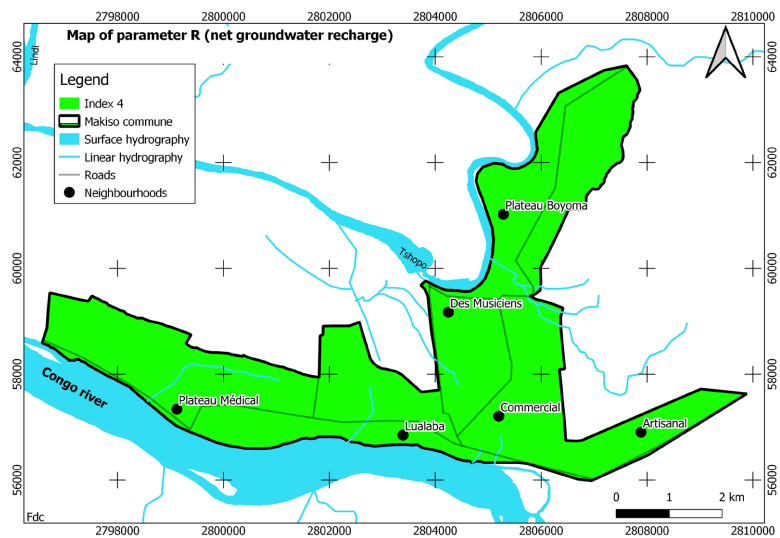 2798000 2800000 2802000 2804000 2806000 2808000 2810000
Map of parameter R (net groundwater recharge)
Lindi
64000 64000
Legend
Index 4
Makiso commune
Surface hydrography
Linear hydrography
Roads
Neighbourhoods
62000 62000
Plateau Boyoma
Tshopo
60000 60000
Des Musiciens
58000 58000
Congo river
Plateau Médical
Commercial
Lualaba
Artisanal
56000 56000
0 1 2 km
Fdc
2798000 2800000 2802000 2804000 2806000 2808000 2810000